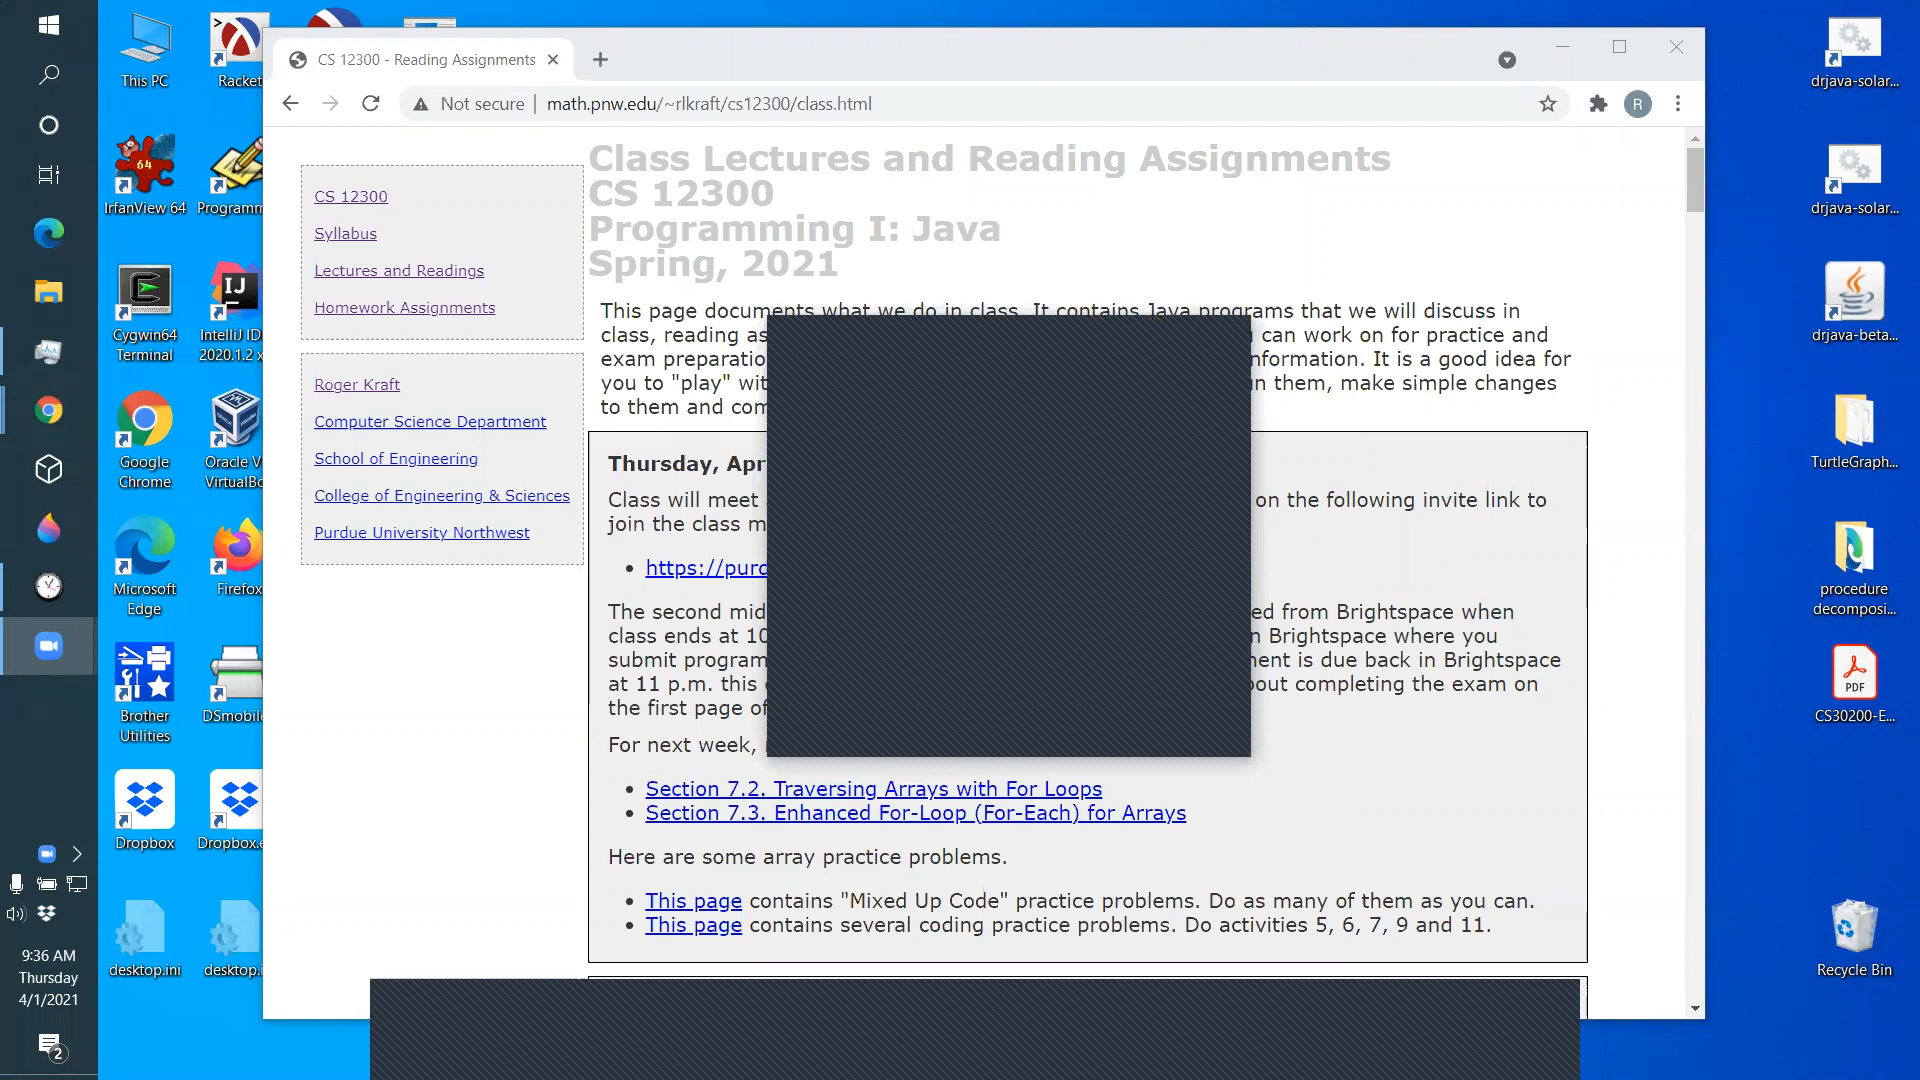 This PC
Racket
IrfanView 64
Programm
Cygwin64
Terminal
IntelliJ ID
2020.1.2 x
Google
Chrome
Oracle V
VirtualBo
Microsoft
Edge
Firefox
Brother
Utilities
DSmobile
Dropbox
Dropbox.e
desktop.ini
desktop.i
9:36 AM
Thursday
4/1/2021
2
CS 12300 - Reading Assignments
Not secure
math.pnw.edu/~rlkraft/cs12300/class.html
R
CS 12300
Syllabus
Lectures and Readings
Homework Assignments
Roger Kraft
Computer Science Department
School of Engineering
College of Engineering & Sciences
Purdue University Northwest
Class Lectures and Reading Assignments
CS 12300
Programming I: Java
Spring, 2021
This page documents what we do in class. It contains Java programs that we will discuss in
class, reading as can work on for practice and
exam preparatio nformation. It is a good idea for
you to "play" wit n them, make simple changes
to them and com
Thursday, Apr
Class will meet on the following invite link to
join the class m
https://purd
The second mid ed from Brightspace when
class ends at 10 n Brightspace where you
submit program ment is due back in Brightspace
at 11 p.m. this bout completing the exam on
the first page of
For next week,
Section 7.2. Traversing Arrays with For Loops
Section 7.3. Enhanced For-Loop (For-Each) for Arrays
Here are some array practice problems.
This page contains "Mixed Up Code" practice problems. Do as many of them as you can.
This page contains several coding practice problems. Do activities 5, 6, 7, 9 and 11.
drjava-solar...
drjava-solar...
drjava-beta...
TurtleGraph...
procedure
decomposi...
PDF
CS30200-E...
Recycle Bin